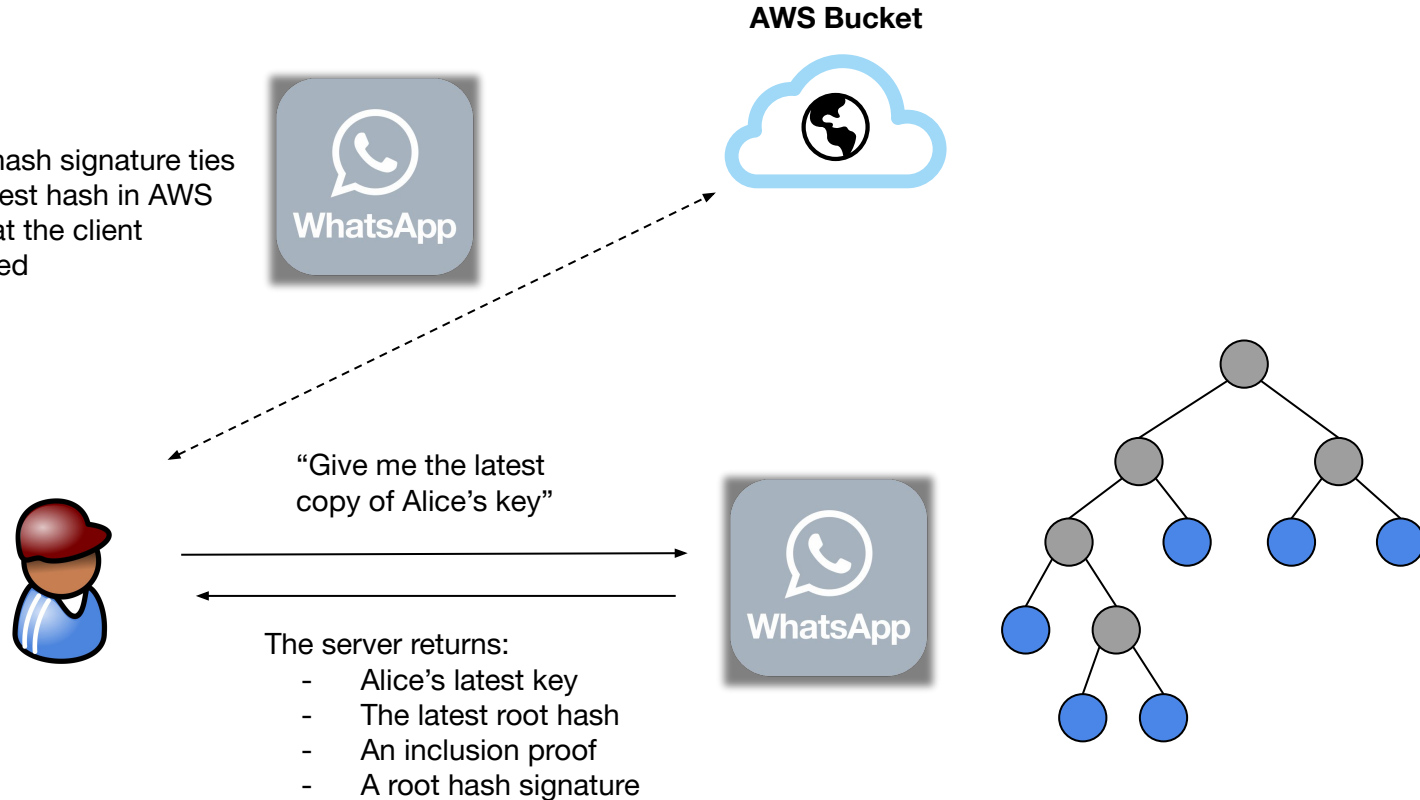 AWS Bucket
hash signature ties
est hash in AWS
at the client
ed
WhatsApp
“Give me the latest
copy of Alice’s key”
WhatsApp
The server returns:
- Alice’s latest key
- The latest root hash
- An inclusion proof
- A root hash signature